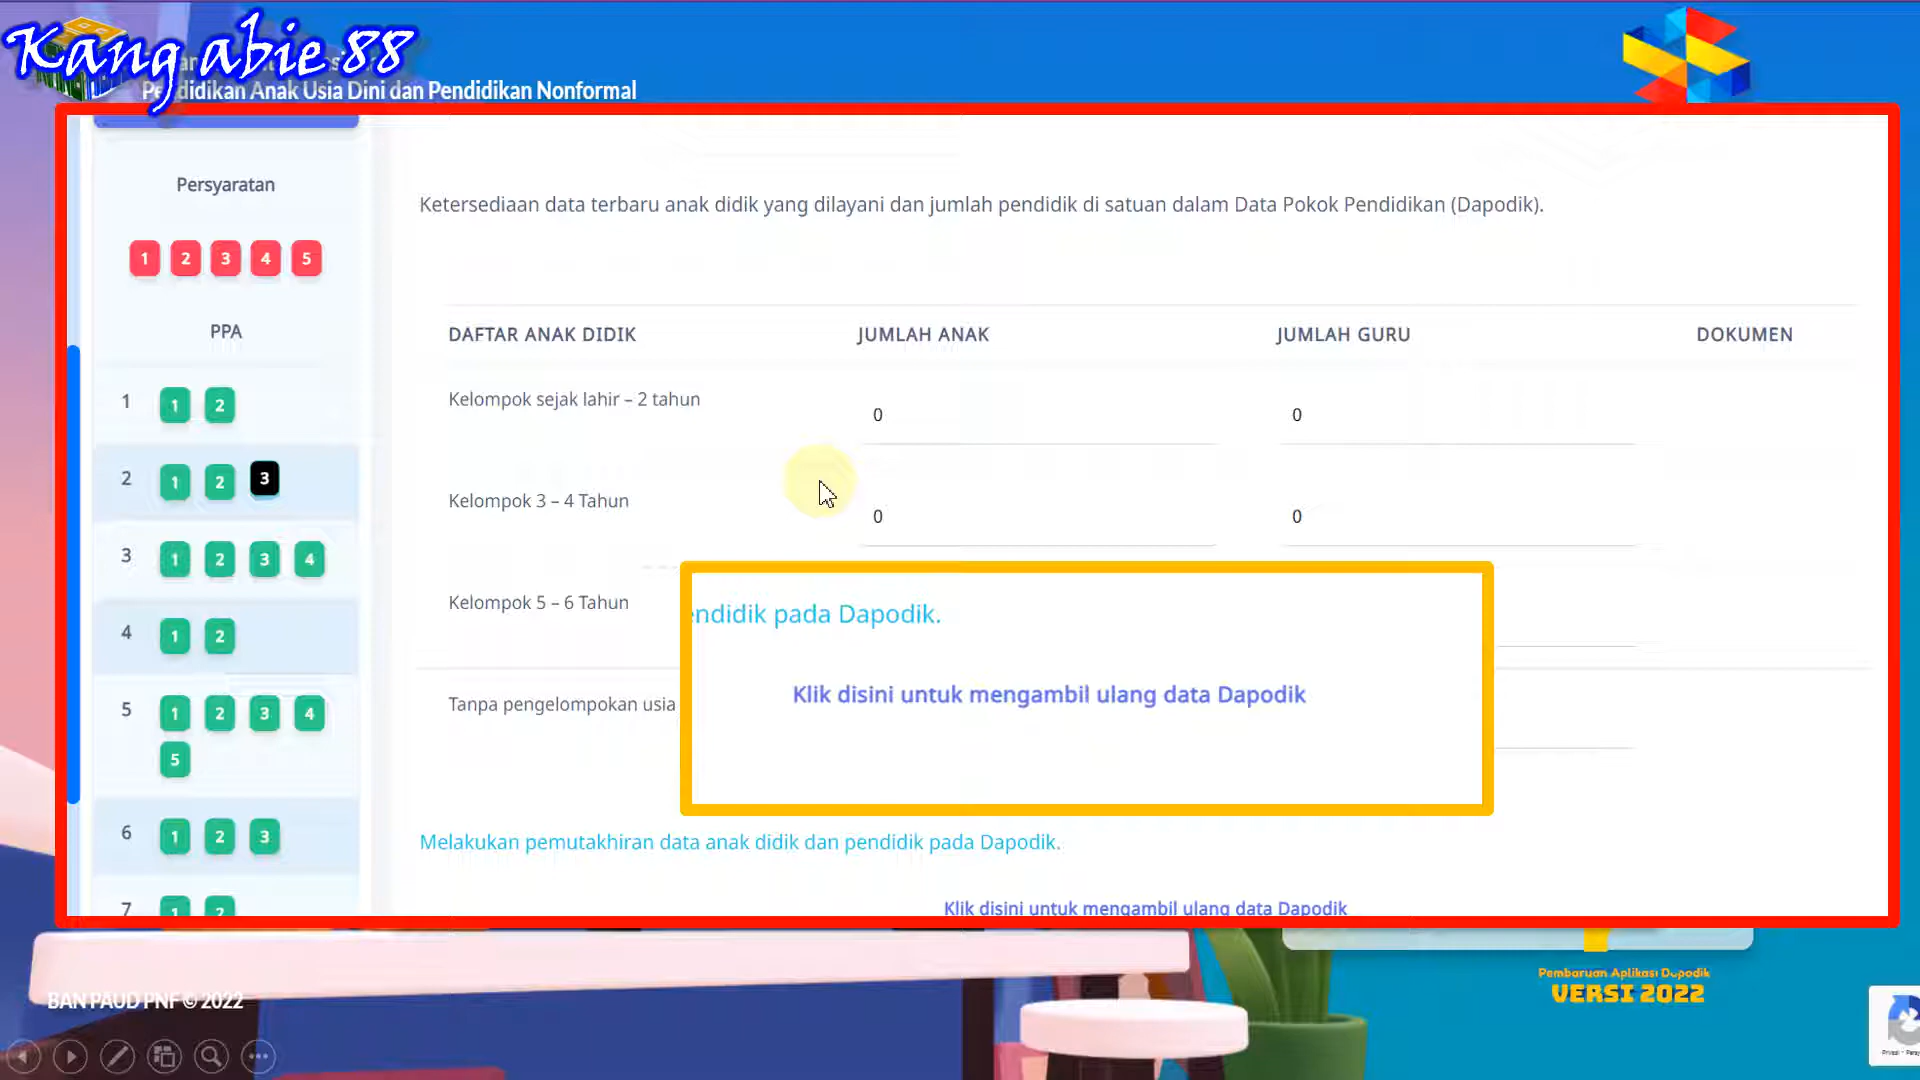 Kang abie 88
Pendidikan Anak Usia Dini dan Pendidikan Nonformal
Persyaratan
1 2 3 4 5
PPA
1 1 2
2 1 2 3
3 1 2 3 4
4 1 2
5 1 2 3 4
5
6 1 2 3
7 1 2
Ketersediaan data terbaru anak didik yang dilayani dan jumlah pendidik di satuan dalam Data Pokok Pendidikan (Dapodik).
DAFTAR ANAK DIDIK JUMLAH ANAK JUMLAH GURU DOKUMEN
Kelompok sejak lahir – 2 tahun 0 0
Kelompok 3 – 4 Tahun 0 0
Kelompok 5 – 6 Tahun
Tanpa pengelompokan usia
endidik pada Dapodik.
Klik disini untuk mengambil ulang data Dapodik
Melakukan pemutakhiran data anak didik dan pendidik pada Dapodik.
Klik disini untuk mengambil ulang data Dapodik
Pembaruan Aplikasi Dapodik
VERSI 2022
BAN PAUD PNF © 2022